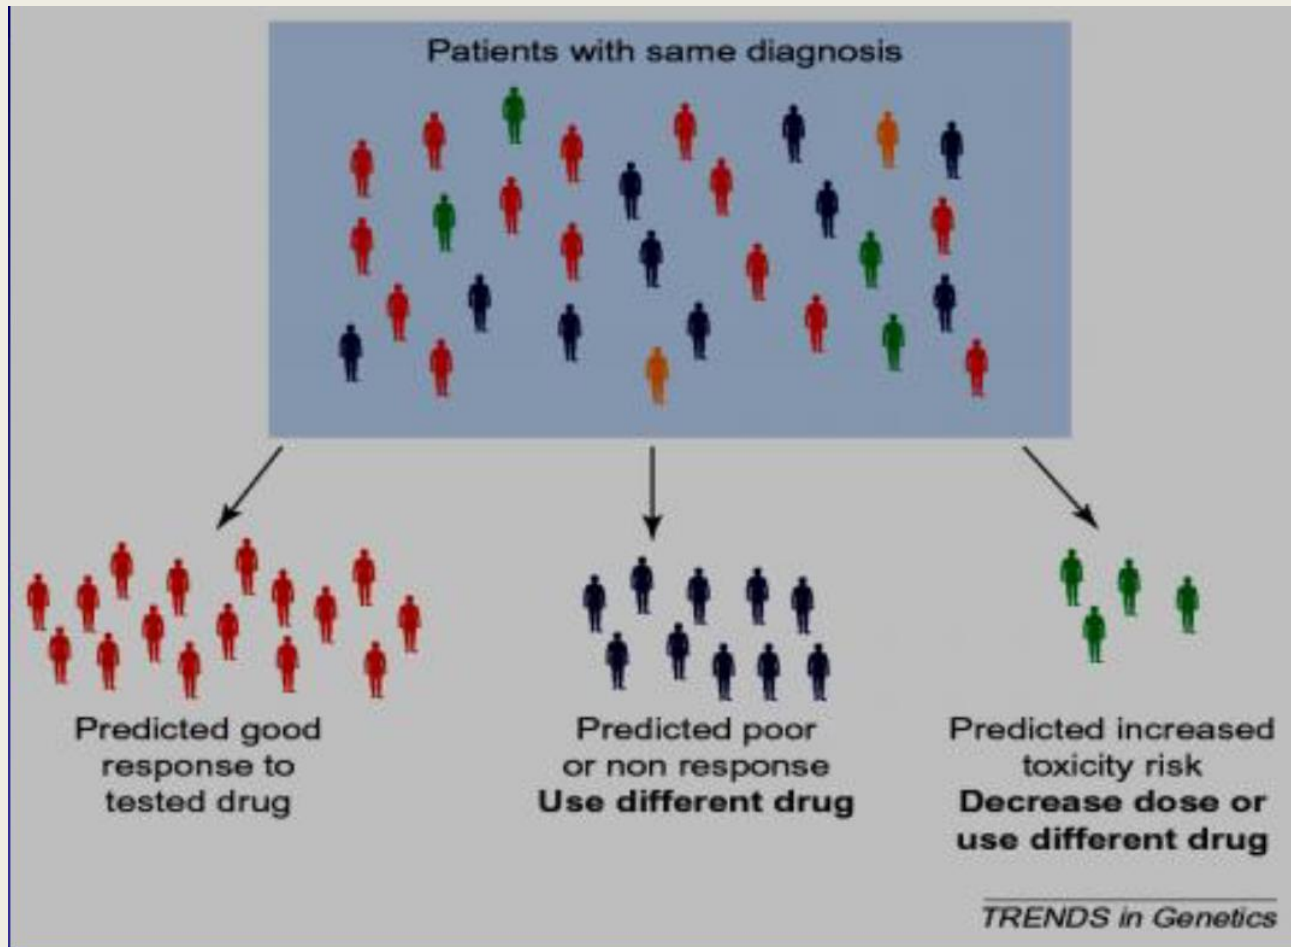 Patients with same diagnosis
Predicted good
response to
tested drug
Predicted poor
or non response
Use different drug
Predicted increased
toxicity risk
Decrease dose or
use different drug
TRENDS in Genetics